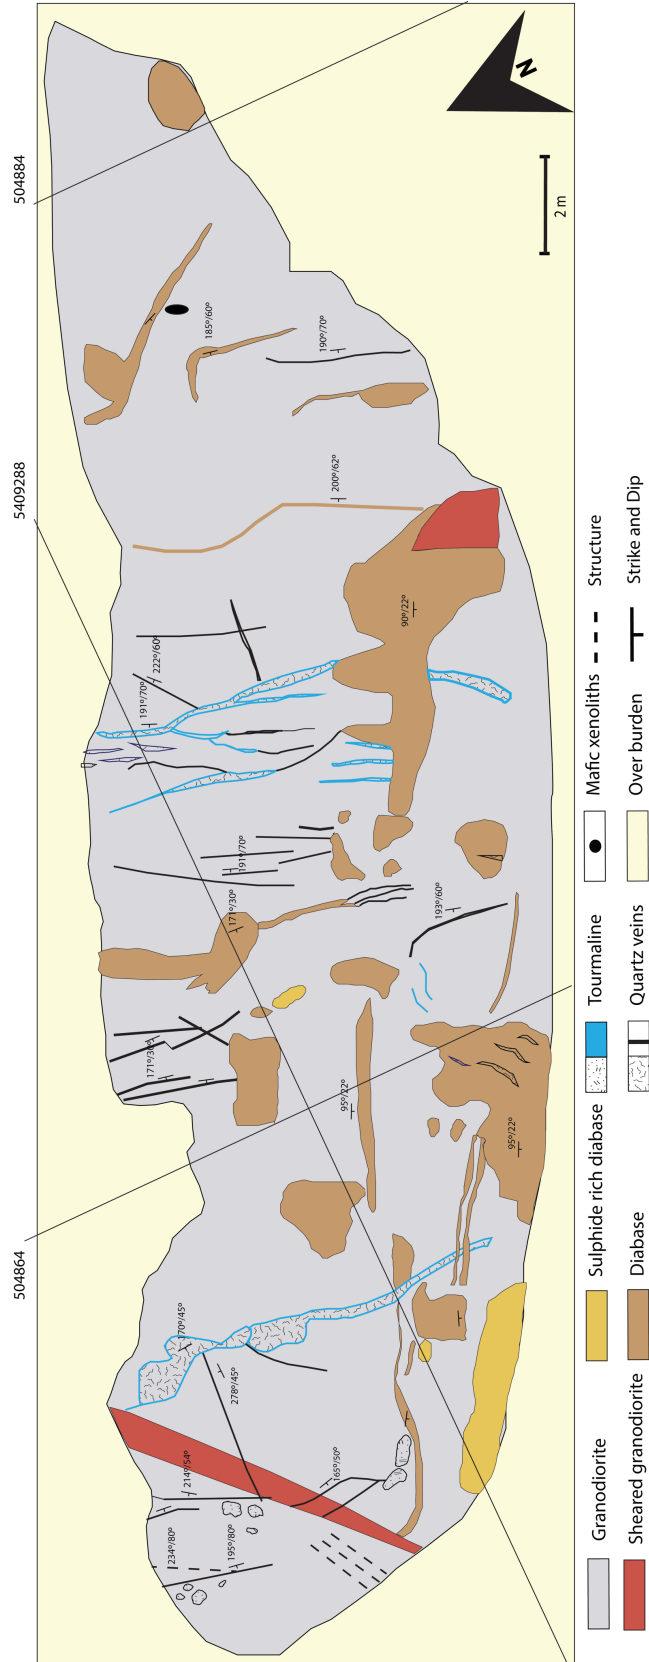 504864
5409288
504884
191º/70º
171º/30º
222º/60º
234º/80º
170º/45º
214º/54º
185º/60º
195º/80º
171º/30º
278º/45º
191º/70º
190º/70º
165º/50º
200º/62º
95º/22º
90º/22º
193º/60º
95º/22º
N
2 m
Granodiorite
Sulphide rich diabase
Tourmaline
Mafic xenoliths
Structure
Sheared granodiorite
Diabase
Quartz veins
Over burden
Strike and Dip